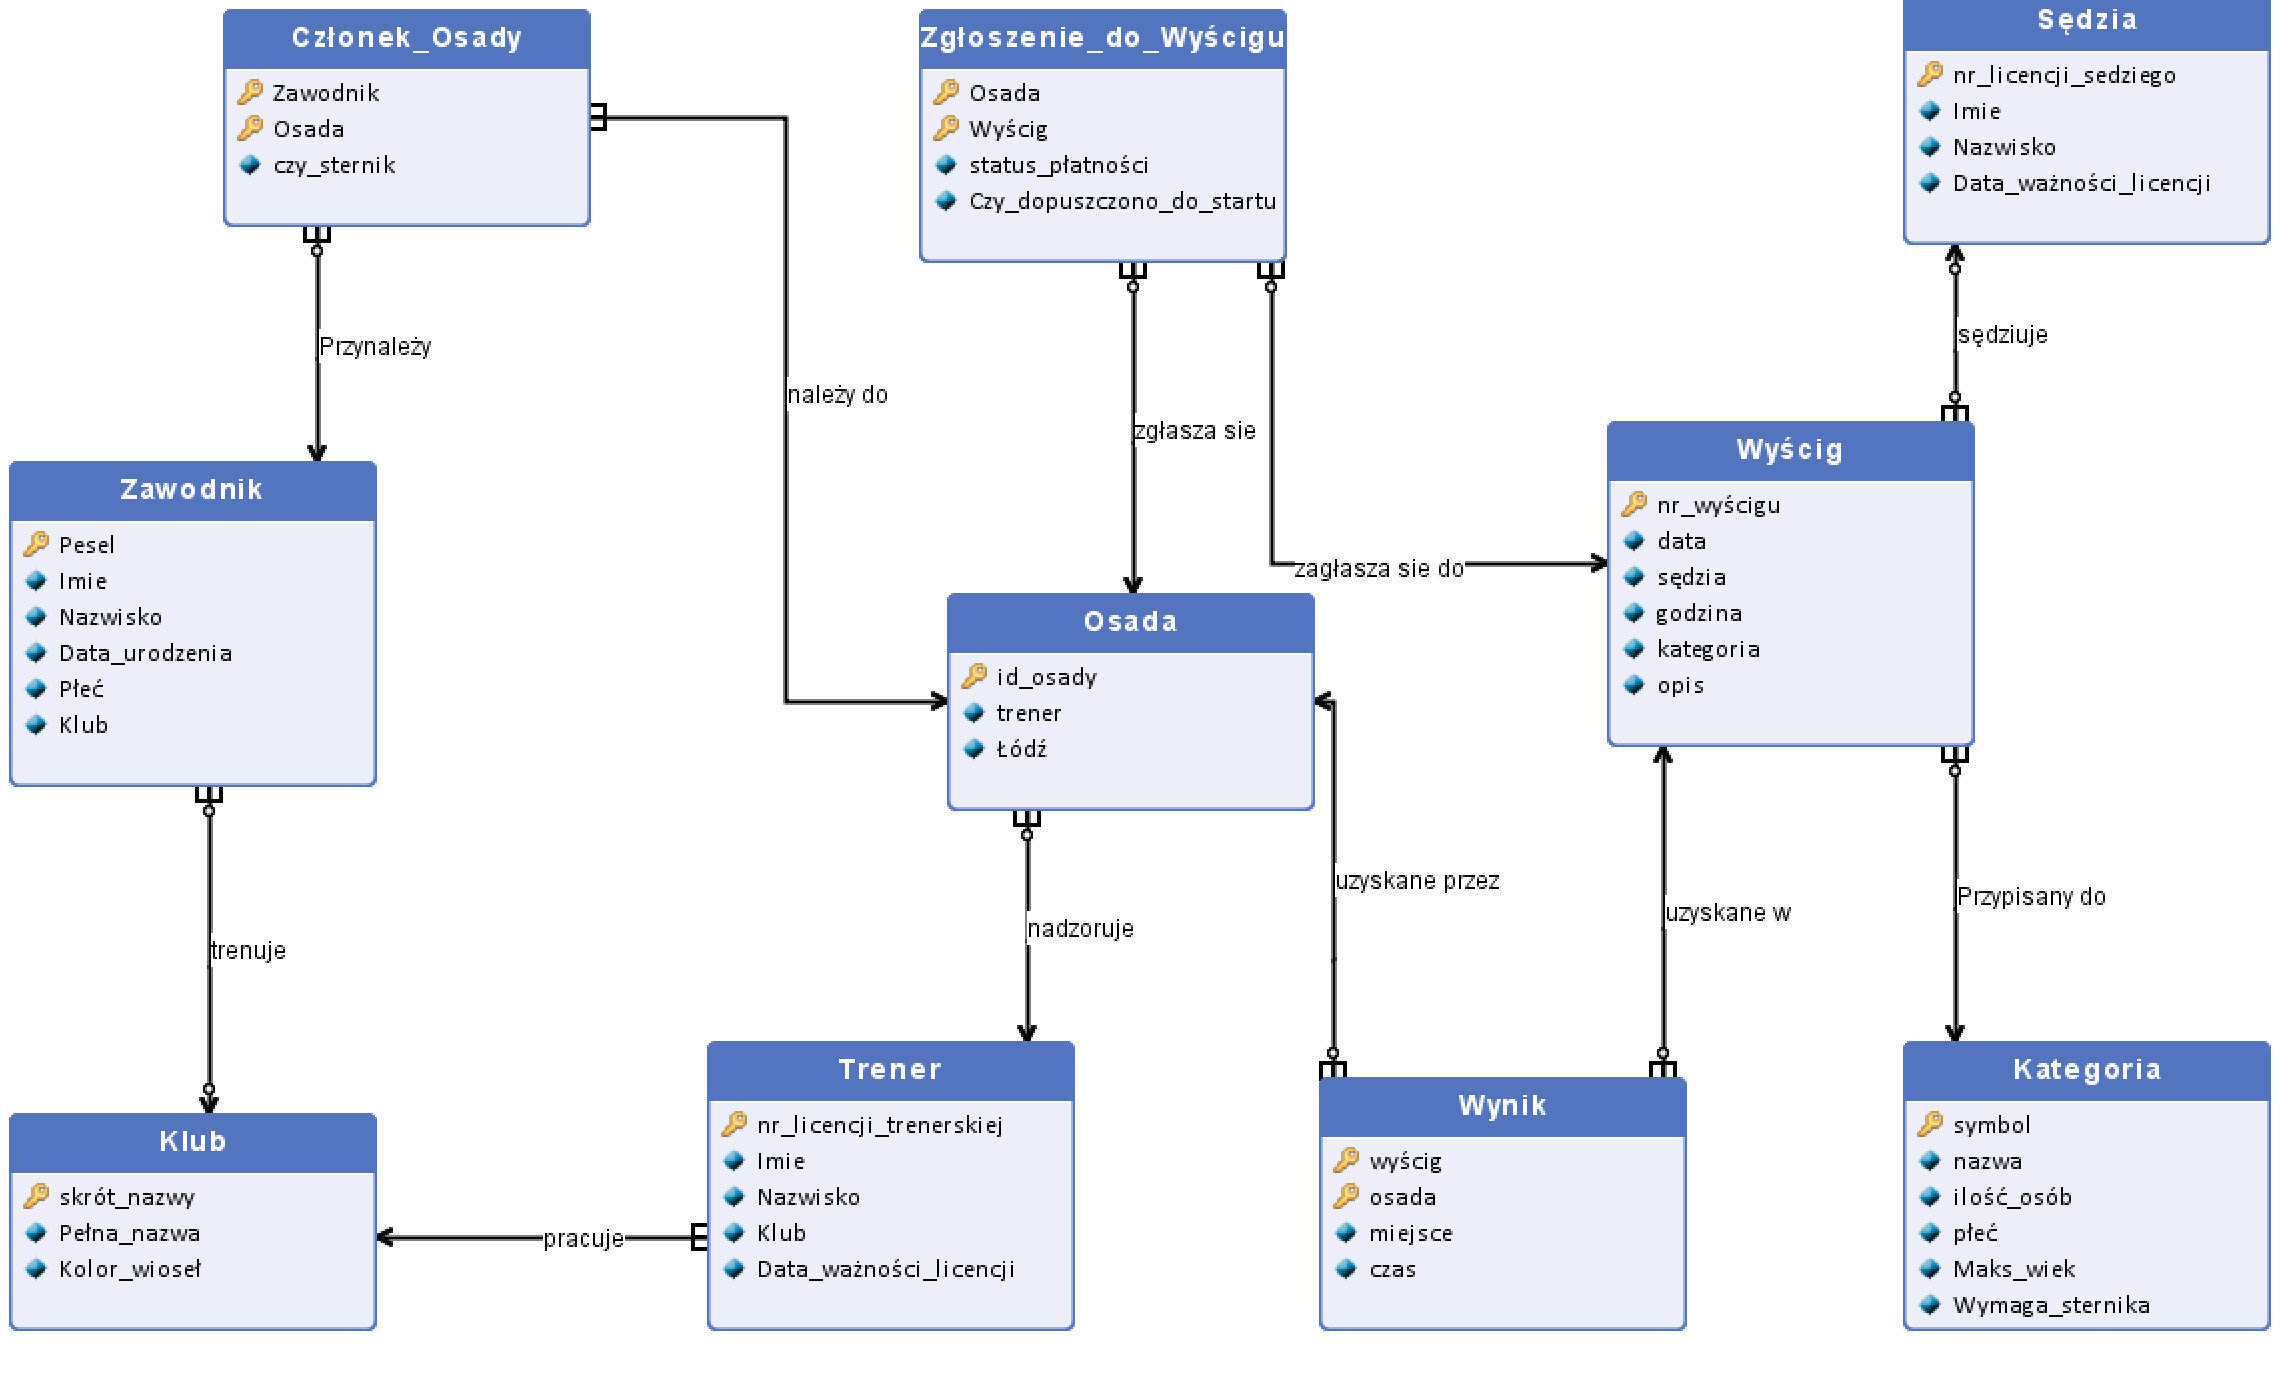 Członek_Osady
Zawodnik
Osada
czy_sternik
Zgłoszenie_do_Wyścigu
Osada
Wyścig
status_płatności
Czy_dopuszczono_do_startu
Sędzia
nr_licencji_sedziego
Imie
Nazwisko
Data_ważności_licencji
Przynależy
należy do
zgłasza sie
zagłasza sie do
sędziuje
Zawodnik
Pesel
Imie
Nazwisko
Data_urodzenia
Płeć
Klub
Osada
id_osady
trener
Łódź
Wyścig
nr_wyścigu
data
sędzia
godzina
kategoria
opis
trenuje
nadzoruje
uzyskane przez
uzyskane w
Przypisany do
Klub
skrót_nazwy
Pełna_nazwa
Kolor_wioseł
pracuje
Trener
nr_licencji_trenerskiej
Imie
Nazwisko
Klub
Data_ważności_licencji
Wynik
wyścig
osada
miejsce
czas
Kategoria
symbol
nazwa
ilość_osób
płeć
Maks_wiek
Wymaga_sternika